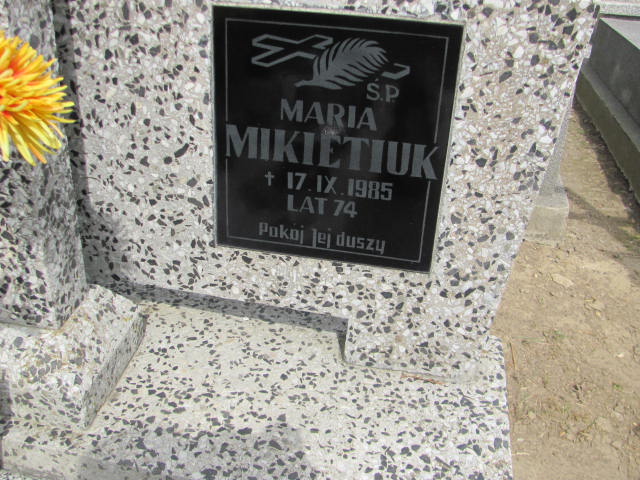 Ś.P.
MARIA
MIKIETIUK
† 17.IX.1985
LAT 74
Pokój Jej duszy